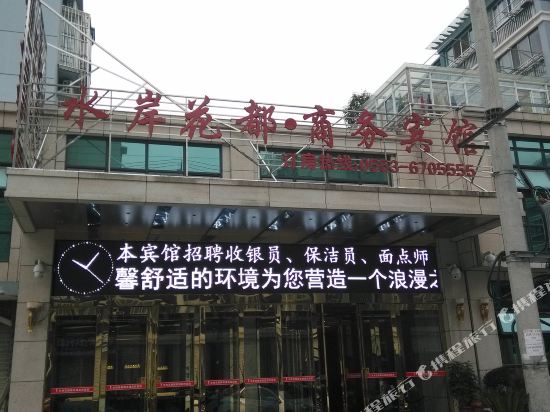 水岸花都·商务宾馆
订房热线:0553-6705555
本宾馆招聘收银员、保洁员、面点师
馨舒适的环境为您营造一个浪漫之
携程旅行